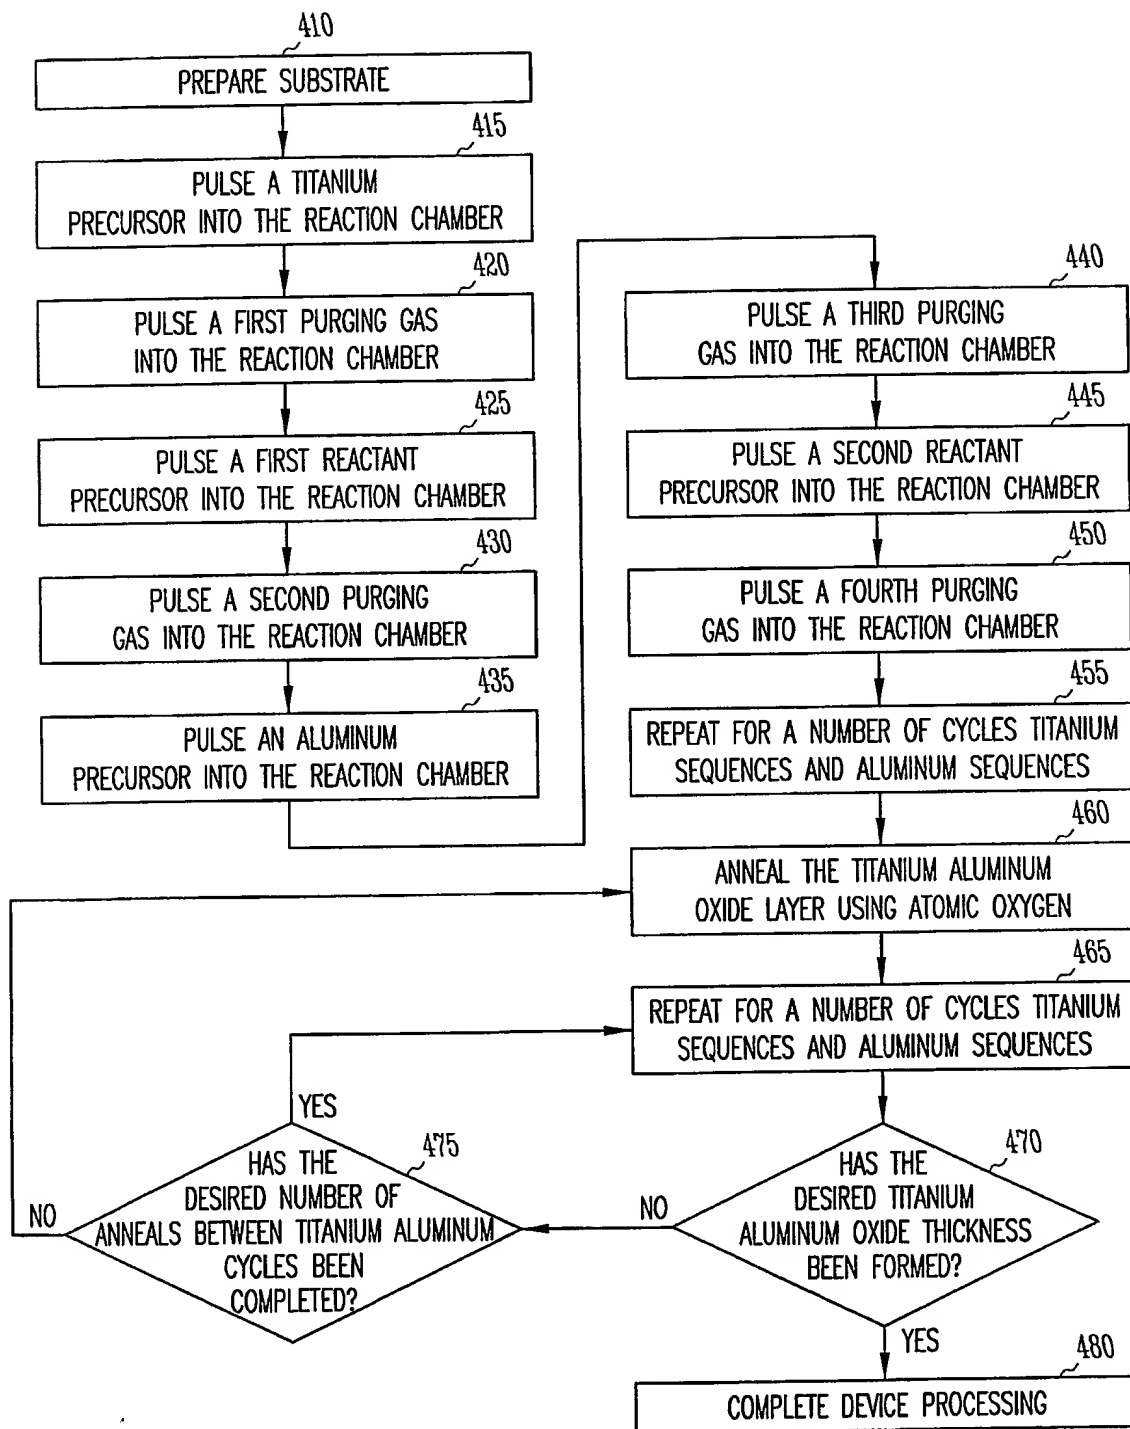 410
PREPARE SUBSTRATE
415
PULSE A TITANIUM
PRECURSOR INTO THE REACTION CHAMBER
420
PULSE A FIRST PURGING GAS
INTO THE REACTION CHAMBER
425
PULSE A FIRST REACTANT
PRECURSOR INTO THE REACTION CHAMBER
430
PULSE A SECOND PURGING
GAS INTO THE REACTION CHAMBER
435
PULSE AN ALUMINUM
PRECURSOR INTO THE REACTION CHAMBER
440
PULSE A THIRD PURGING
GAS INTO THE REACTION CHAMBER
445
PULSE A SECOND REACTANT
PRECURSOR INTO THE REACTION CHAMBER
450
PULSE A FOURTH PURGING
GAS INTO THE REACTION CHAMBER
455
REPEAT FOR A NUMBER OF CYCLES TITANIUM
SEQUENCES AND ALUMINUM SEQUENCES
460
ANNEAL THE TITANIUM ALUMINUM
OXIDE LAYER USING ATOMIC OXYGEN
465
REPEAT FOR A NUMBER OF CYCLES TITANIUM
SEQUENCES AND ALUMINUM SEQUENCES
470
HAS THE
DESIRED TITANIUM
ALUMINUM OXIDE THICKNESS
BEEN FORMED?
NO
YES
475
HAS THE
DESIRED NUMBER OF
ANNEALS BETWEEN TITANIUM ALUMINUM
CYCLES BEEN
COMPLETED?
YES
NO
480
COMPLETE DEVICE PROCESSING